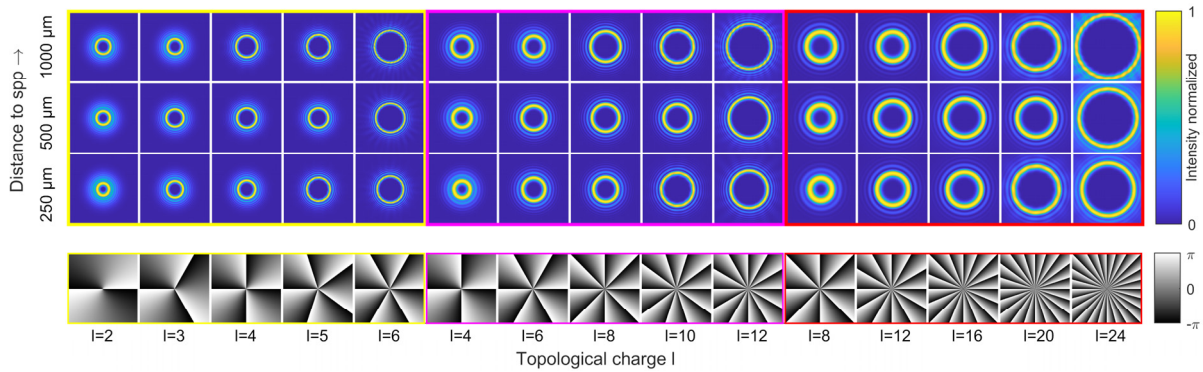 Distance to spp →
1000 μm
500 μm
250 μm
1
Intensity normalized
0
π
0
-π
l=2 l=3 l=4 l=5 l=6 l=4 l=6 l=8 l=10 l=12 l=8 l=12 l=16 l=20 l=24
Topological charge l